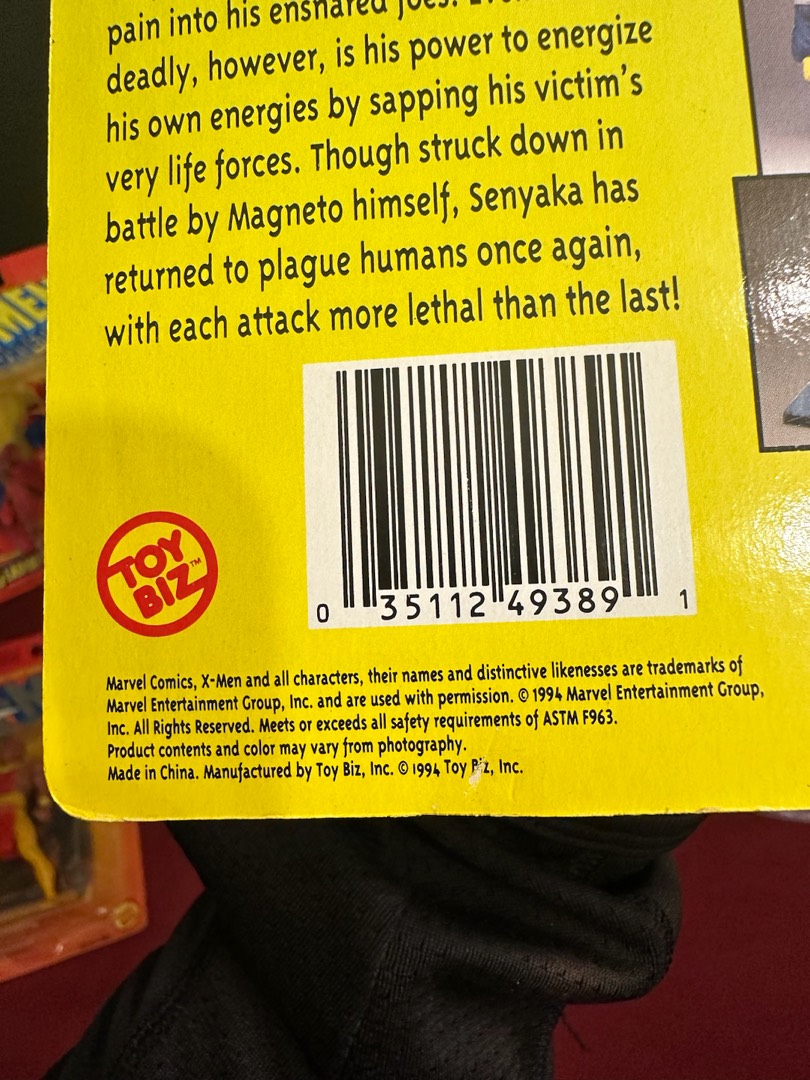 pain into his ensnared foes. 
deadly, however, is his power to energize
his own energies by sapping his victim's
very life forces. Though struck down in
battle by Magneto himself, Senyaka has
returned to plague humans once again,
with each attack more lethal than the last!
TOY
BIZ™
0 35112 49389 1
Marvel Comics, X-Men and all characters, their names and distinctive likenesses are trademarks of
Marvel Entertainment Group, Inc. and are used with permission. © 1994 Marvel Entertainment Group,
Inc. All Rights Reserved. Meets or exceeds all safety requirements of ASTM F963.
Product contents and color may vary from photography.
Made in China. Manufactured by Toy Biz, Inc. © 1994 Toy Biz, Inc.